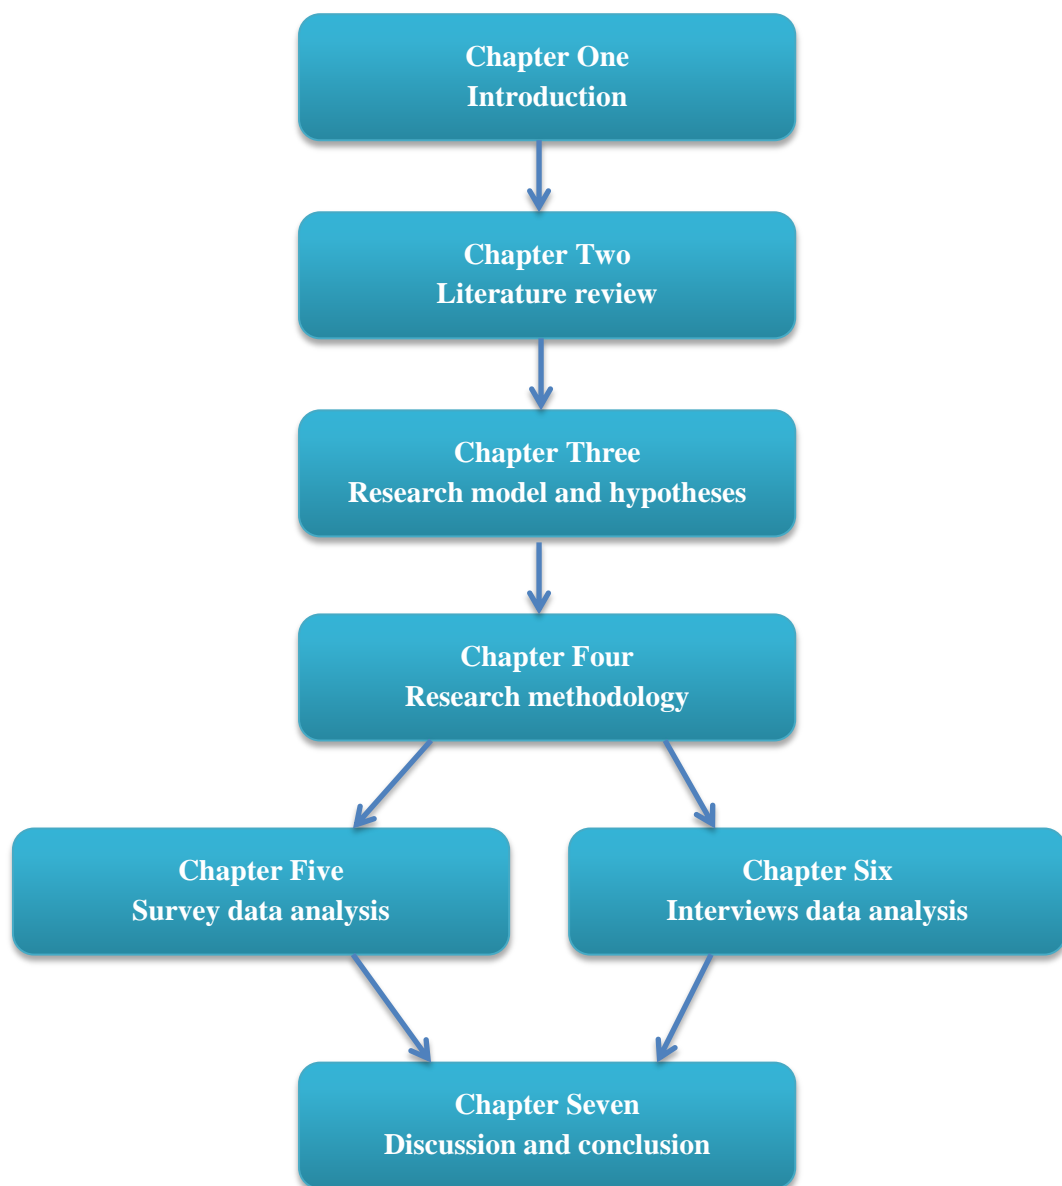 Chapter One
Introduction
Chapter Two
Literature review
Chapter Three
Research model and hypotheses
Chapter Four
Research methodology
Chapter Five
Survey data analysis
Chapter Six
Interviews data analysis
Chapter Seven
Discussion and conclusion